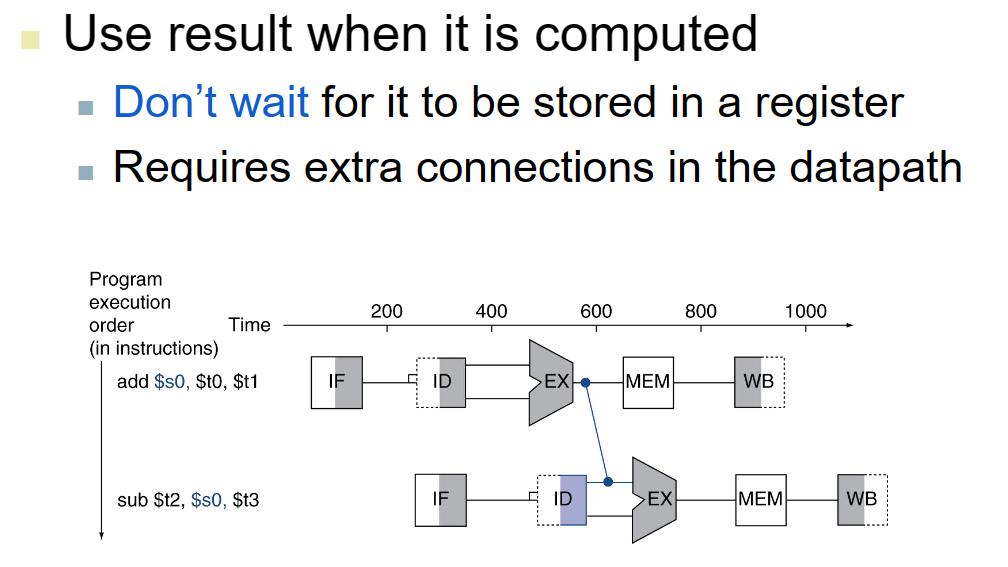 Use result when it is computed
Don't wait for it to be stored in a register
Requires extra connections in the datapath
Program
execution
order
(in instructions)
Time
200 400 600 800 1000
add $s0, $t0, $t1
IF ID EX MEM WB
sub $t2, $s0, $t3
IF ID EX MEM WB